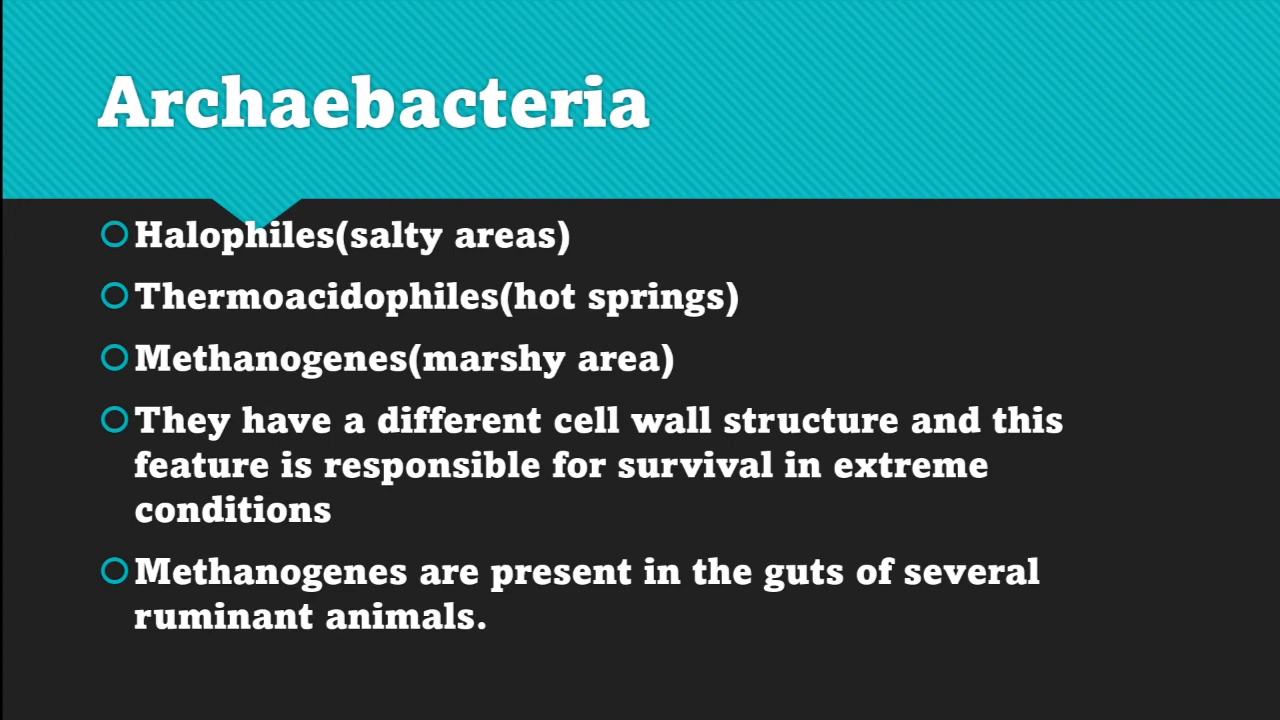 Archaebacteria
Halophiles(salty areas)
Thermoacidophiles(hot springs)
Methanogenes(marshy area)
They have a different cell wall structure and this
feature is responsible for survival in extreme
conditions
Methanogenes are present in the guts of several
ruminant animals.